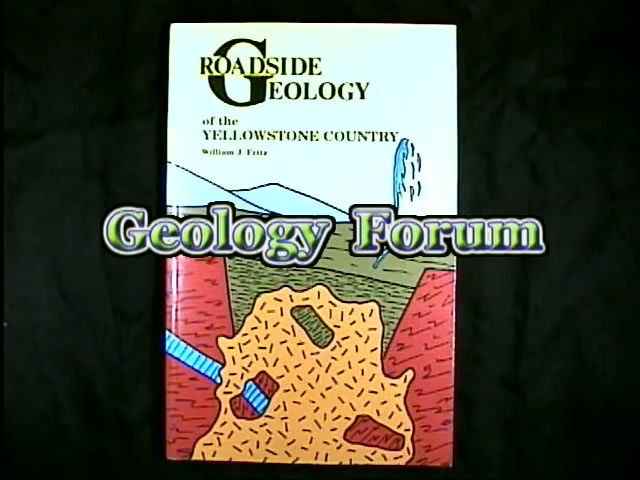 ROADSIDE
GEOLOGY
of the
YELLOWSTONE COUNTRY
William J. Fritz
Geology Forum